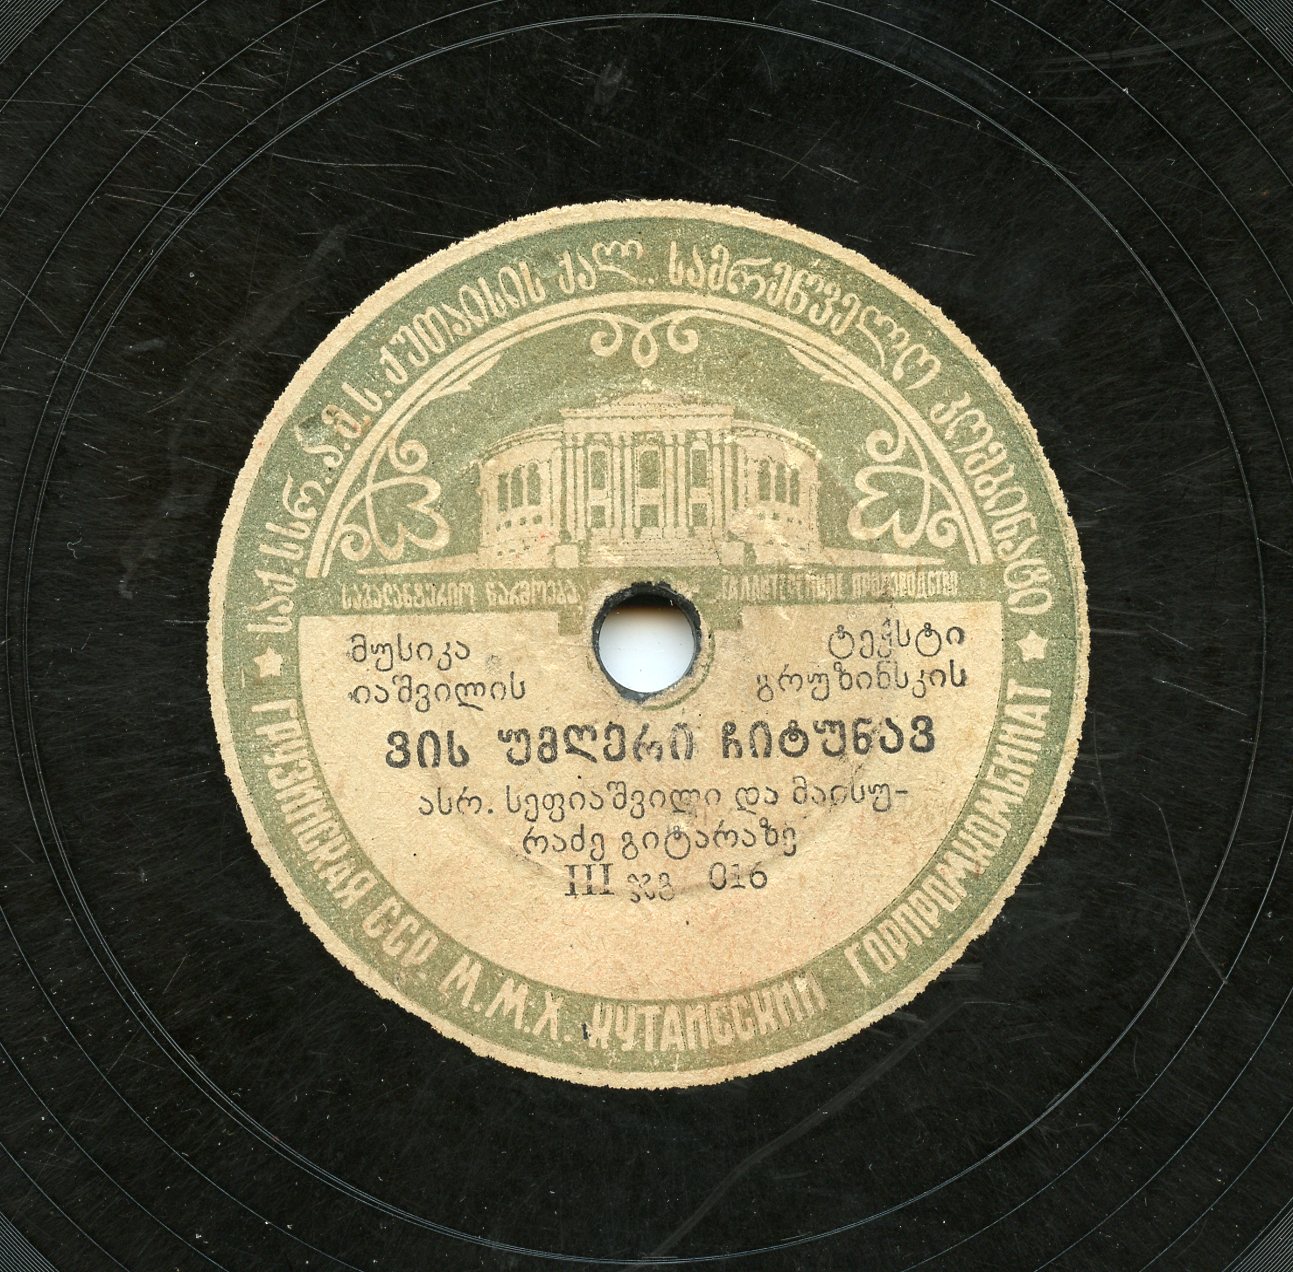 საქ.სსრ.ა.მ.ს.ქუთაისის ქალ. სამრეწველო კომბინატი
საგალანტერიო წარმოება ГАЛАНТЕРЕЙНОЕ ПРОИЗВОДСТВО
მუსიკა ტექსტი
იაშვილის გრუზინსკის
ვის უმღერი ჩიტუნავ
ასრ. სეფიაშვილი და მაისუ-
რაძე გიტარაზე
III ჯგ 016
ГРУЗИНСКАЯ ССР. М.М.Х. КУТАИССКИЙ ГОРПРОМКОМБИНАТ